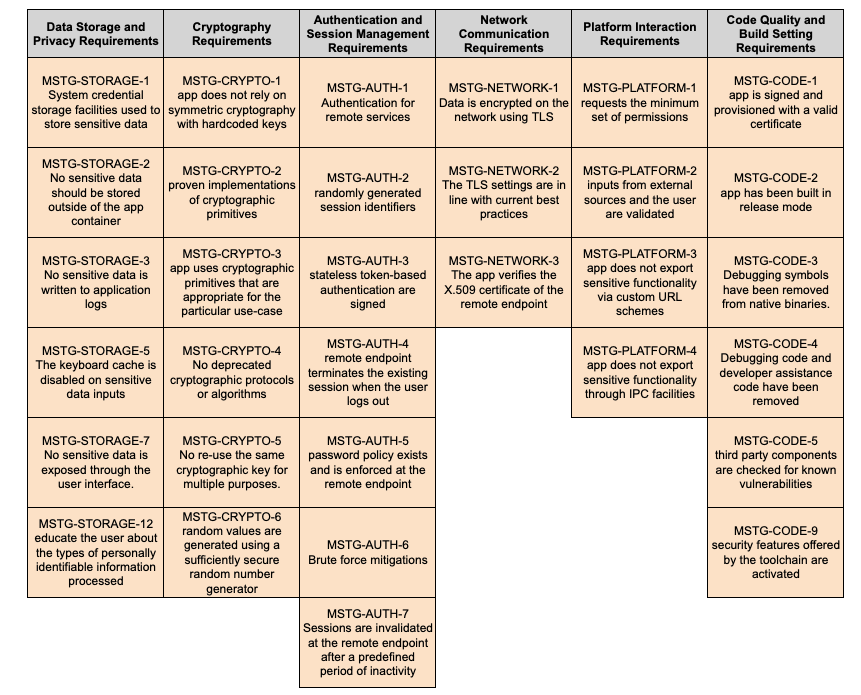 Data Storage and
Privacy Requirements
Cryptography
Requirements
Authentication and
Session Management
Requirements
Network
Communication
Requirements
Platform Interaction
Requirements
Code Quality and
Build Setting
Requirements
MSTG-STORAGE-1
System credential
storage facilities used to
store sensitive data
MSTG-CRYPTO-1
app does not rely on
symmetric cryptography
with hardcoded keys
MSTG-AUTH-1
Authentication for
remote services
MSTG-NETWORK-1
Data is encrypted on the
network using TLS
MSTG-PLATFORM-1
requests the minimum
set of permissions
MSTG-CODE-1
app is signed and
provisioned with a valid
certificate
MSTG-STORAGE-2
No sensitive data
should be stored
outside of the app
container
MSTG-CRYPTO-2
proven implementations
of cryptographic
primitives
MSTG-AUTH-2
randomly generated
session identifiers
MSTG-NETWORK-2
The TLS settings are in
line with current best
practices
MSTG-PLATFORM-2
inputs from external
sources and the user
are validated
MSTG-CODE-2
app has been built in
release mode
MSTG-STORAGE-3
No sensitive data is
written to application
logs
MSTG-CRYPTO-3
app uses cryptographic
primitives that are
appropriate for the
particular use-case
MSTG-AUTH-3
stateless token-based
authentication are
signed
MSTG-NETWORK-3
The app verifies the
X.509 certificate of the
remote endpoint
MSTG-PLATFORM-3
app does not export
sensitive functionality
via custom URL
schemes
MSTG-CODE-3
Debugging symbols
have been removed
from native binaries.
MSTG-STORAGE-5
The keyboard cache is
disabled on sensitive
data inputs
MSTG-CRYPTO-4
No deprecated
cryptographic protocols
or algorithms
MSTG-AUTH-4
remote endpoint
terminates the existing
session when the user
logs out
MSTG-PLATFORM-4
app does not export
sensitive functionality
through IPC facilities
MSTG-CODE-4
Debugging code and
developer assistance
code have been
removed
MSTG-STORAGE-7
No sensitive data is
exposed through the
user interface.
MSTG-CRYPTO-5
No re-use the same
cryptographic key for
multiple purposes.
MSTG-AUTH-5
password policy exists
and is enforced at the
remote endpoint
MSTG-CODE-5
third party components
are checked for known
vulnerabilities
MSTG-STORAGE-12
educate the user about
the types of personally
identifiable information
processed
MSTG-CRYPTO-6
random values are
generated using a
sufficiently secure
random number
generator
MSTG-AUTH-6
Brute force mitigations
MSTG-CODE-9
security features offered
by the toolchain are
activated
MSTG-AUTH-7
Sessions are invalidated
at the remote endpoint
after a predefined
period of inactivity